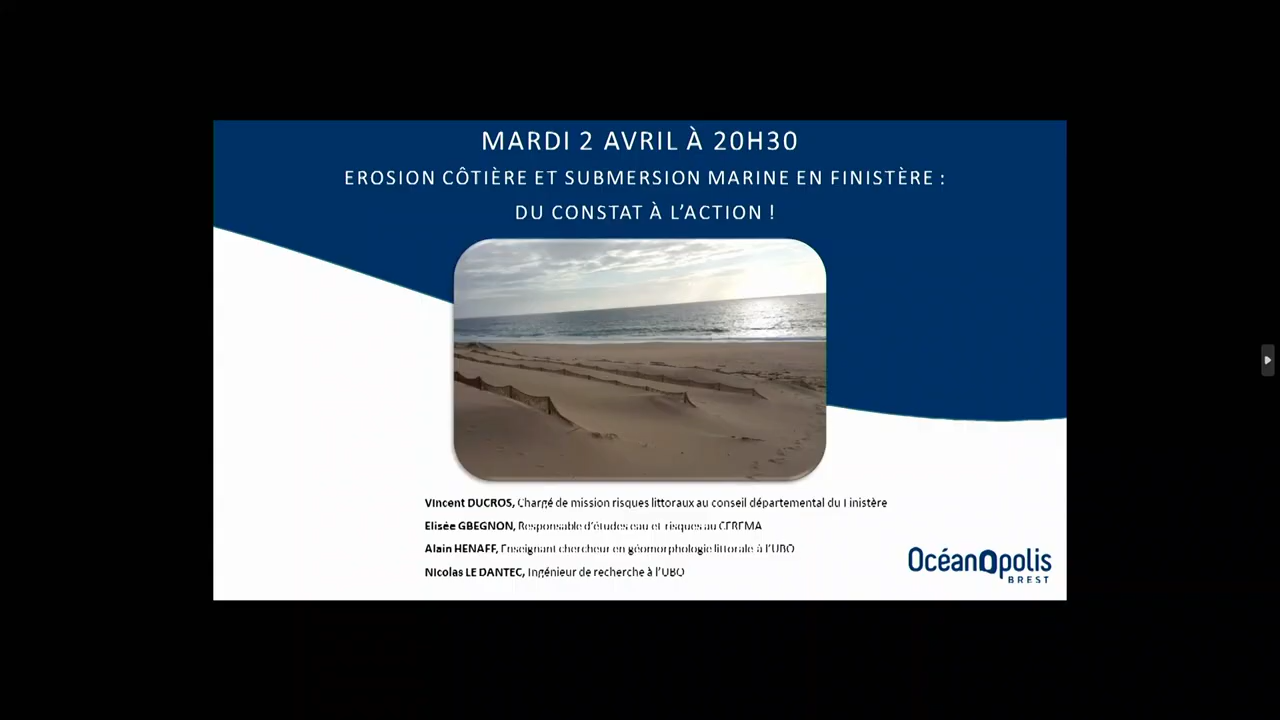 MARDI 2 AVRIL À 20H30
EROSION CÔTIÈRE ET SUBMERSION MARINE EN FINISTÈRE :
DU CONSTAT À L'ACTION !
Vincent DUCROS, Chargé de mission risques littoraux au conseil départemental du Finistère
Elisée GBEGNON, Responsable d'études eau et risques au CEREMA
Alain HENAFF, Enseignant chercheur en géomorphologie littorale à l'UBO
Nicolas LE DANTEC, Ingénieur de recherche à l'UBO
OcéanOpolis
BREST